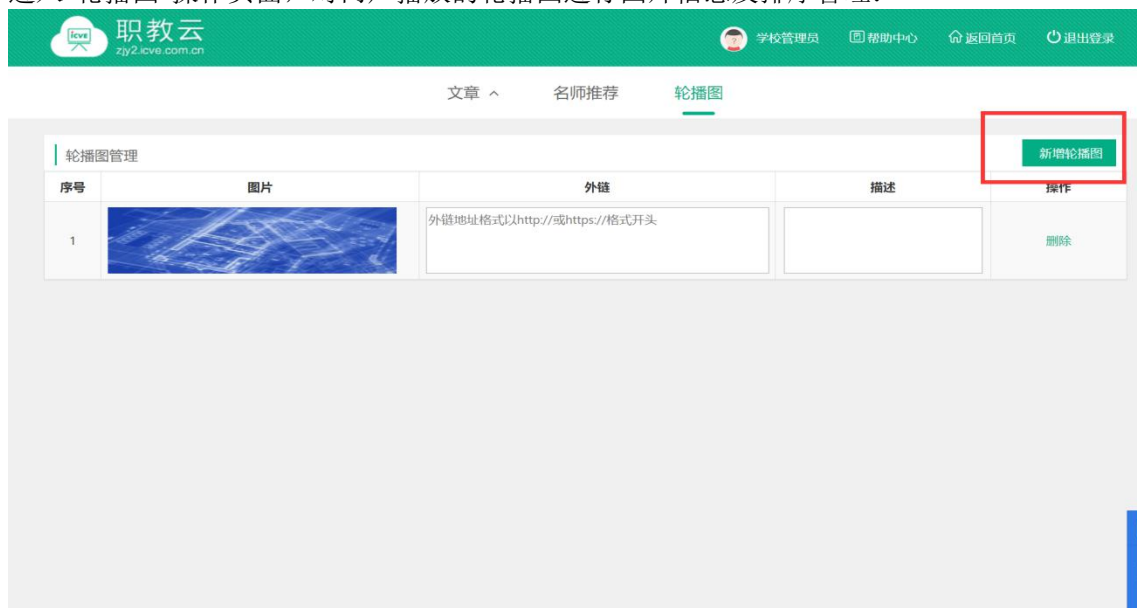 职教云
zjy2.icve.com.cn
icve
学校管理员 帮助中心 返回首页 退出登录
文章 名师推荐 轮播图
轮播图管理 新增轮播图
序号 图片 外链 描述 操作
1 外链地址格式以http://或https://格式开头 删除